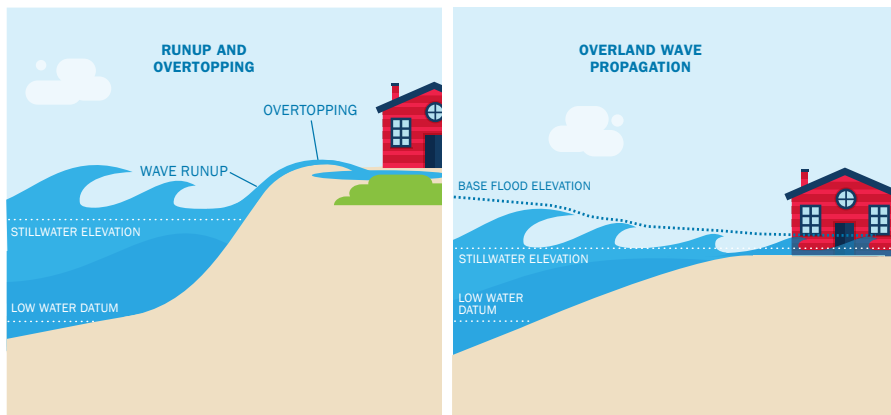 RUNUP AND
OVERTOPPING
OVERTOPPING
WAVE RUNUP
STILLWATER ELEVATION
LOW WATER DATUM
OVERLAND WAVE
PROPAGATION
BASE FLOOD ELEVATION
STILLWATER ELEVATION
LOW WATER
DATUM